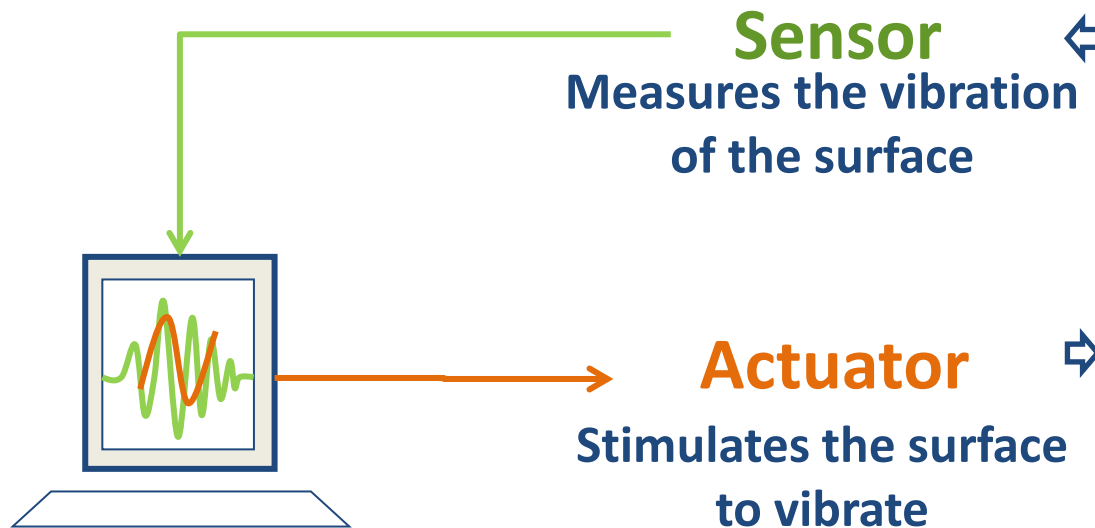 Sensor
Measures the vibration
of the surface
Actuator
Stimulates the surface
to vibrate